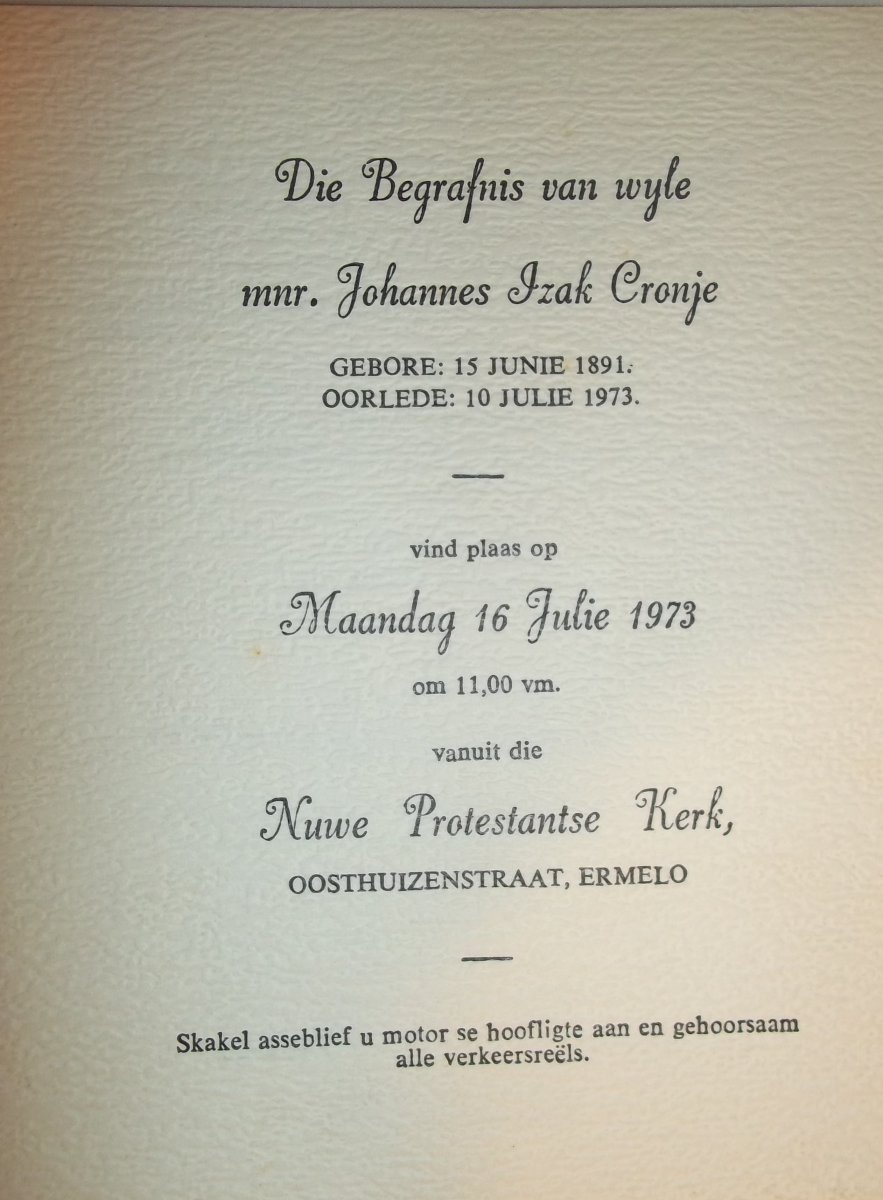 Die Begrafnis van wyle
mnr. Johannes Izak Cronje
GEBORE: 15 JUNIE 1891.
OORLEDE: 10 JULIE 1973.
vind plaas op
Maandag 16 Julie 1973
om 11,00 vm.
vanuit die
Nuwe Protestantse Kerk,
OOSTHUIZENSTRAAT, ERMELO
Skakel asseblief u motor se hoofligte aan en gehoorsaam
alle verkeersreëls.